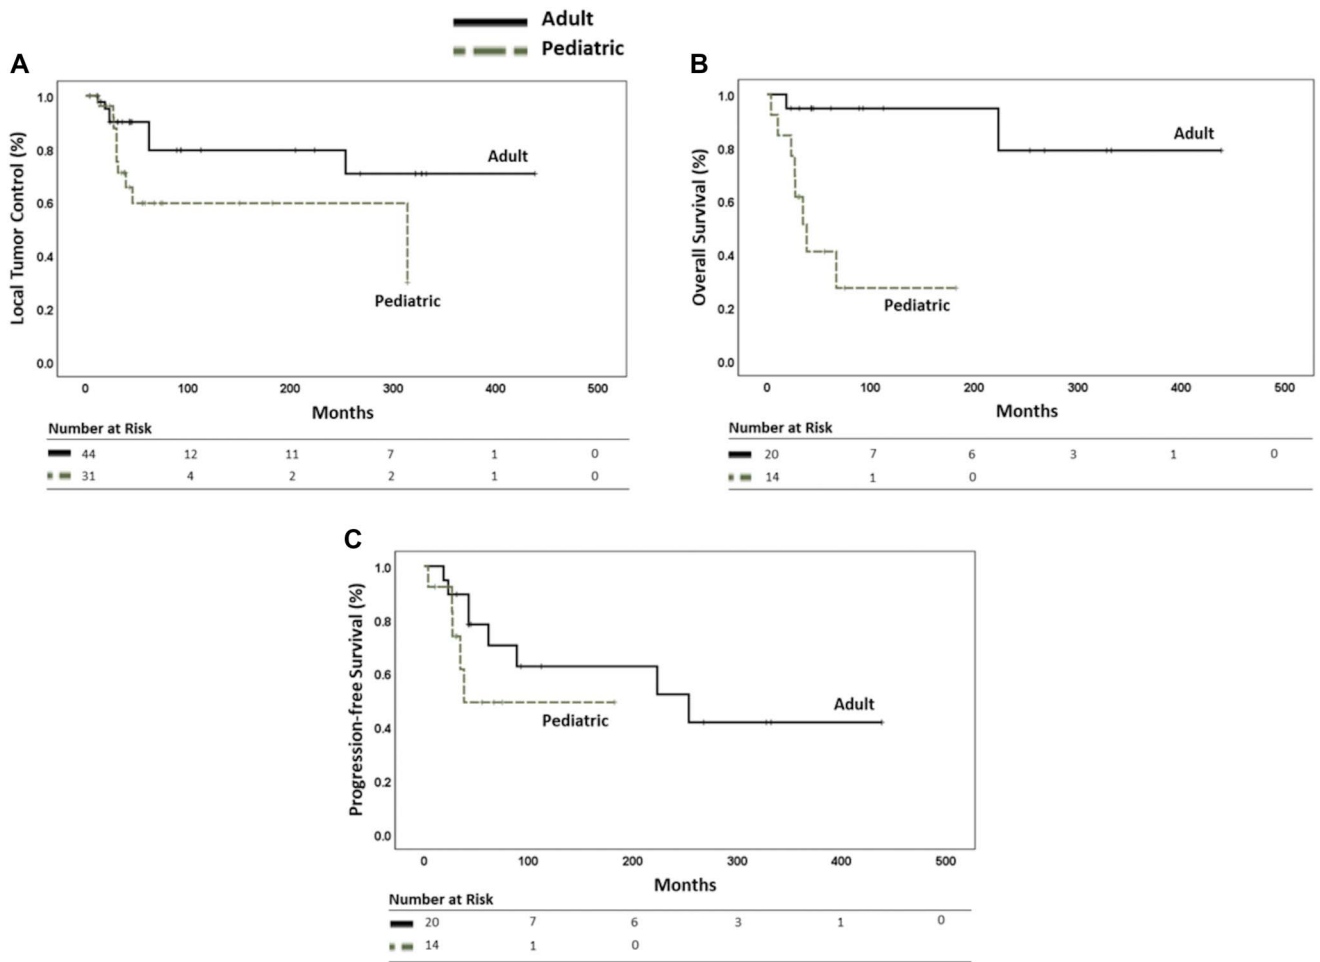 Adult
Pediatric
A
Local Tumor Control (%)
1.0
0.8
0.6
0.4
0.2
0.0
Adult
Pediatric
0 100 200 300 400 500
Months
Number at Risk
44 12 11 7 1 0
31 4 2 2 1 0
B
Overall Survival (%)
1.0
0.8
0.6
0.4
0.2
0.0
Adult
Pediatric
0 100 200 300 400 500
Months
Number at Risk
20 7 6 3 1 0
14 1 0
C
Progression-free Survival (%)
1.0
0.8
0.6
0.4
0.2
0.0
Adult
Pediatric
0 100 200 300 400 500
Months
Number at Risk
20 7 6 3 1 0
14 1 0